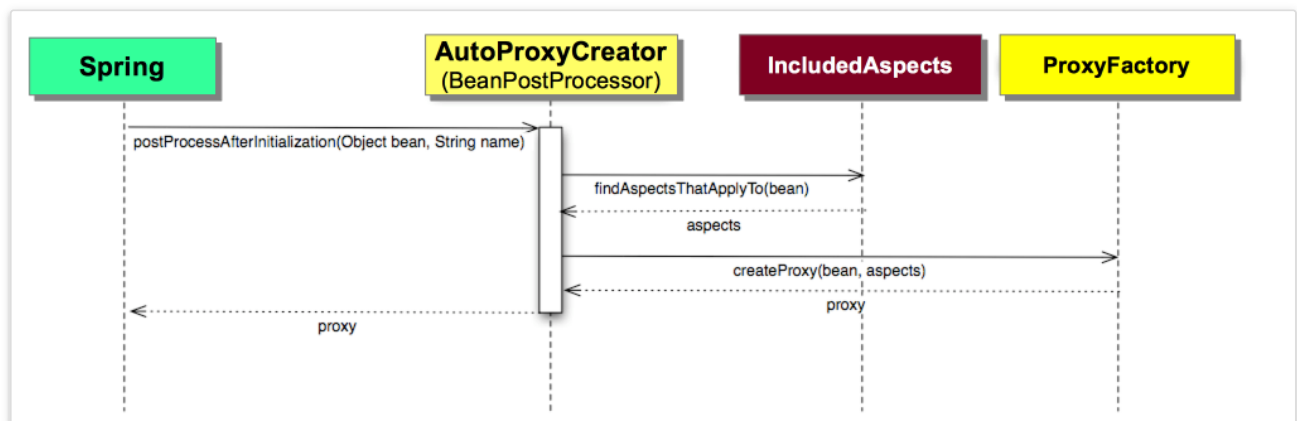 Spring
AutoProxyCreator
(BeanPostProcessor)
IncludedAspects
ProxyFactory
postProcessAfterInitialization(Object bean, String name)
findAspectsThatApplyTo(bean)
aspects
createProxy(bean, aspects)
proxy
proxy